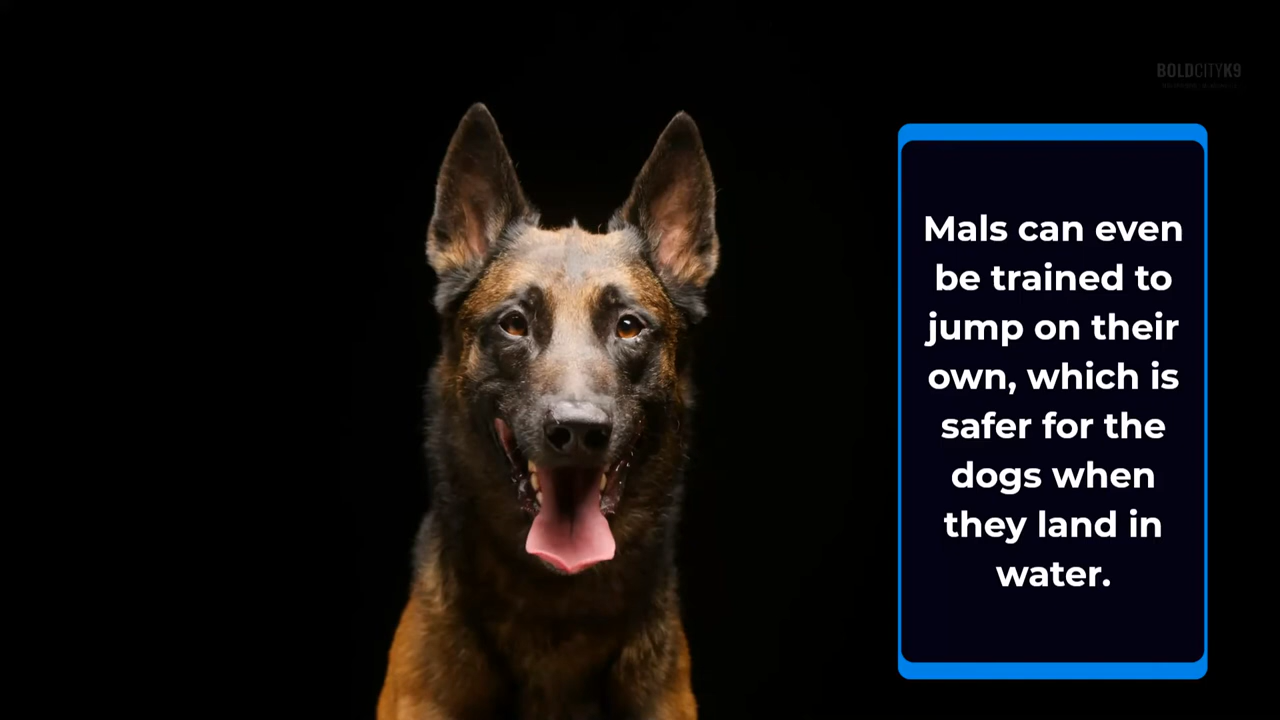 BOLDCITYK9
Mals can even
be trained to
jump on their
own, which is
safer for the
dogs when
they land in
water.